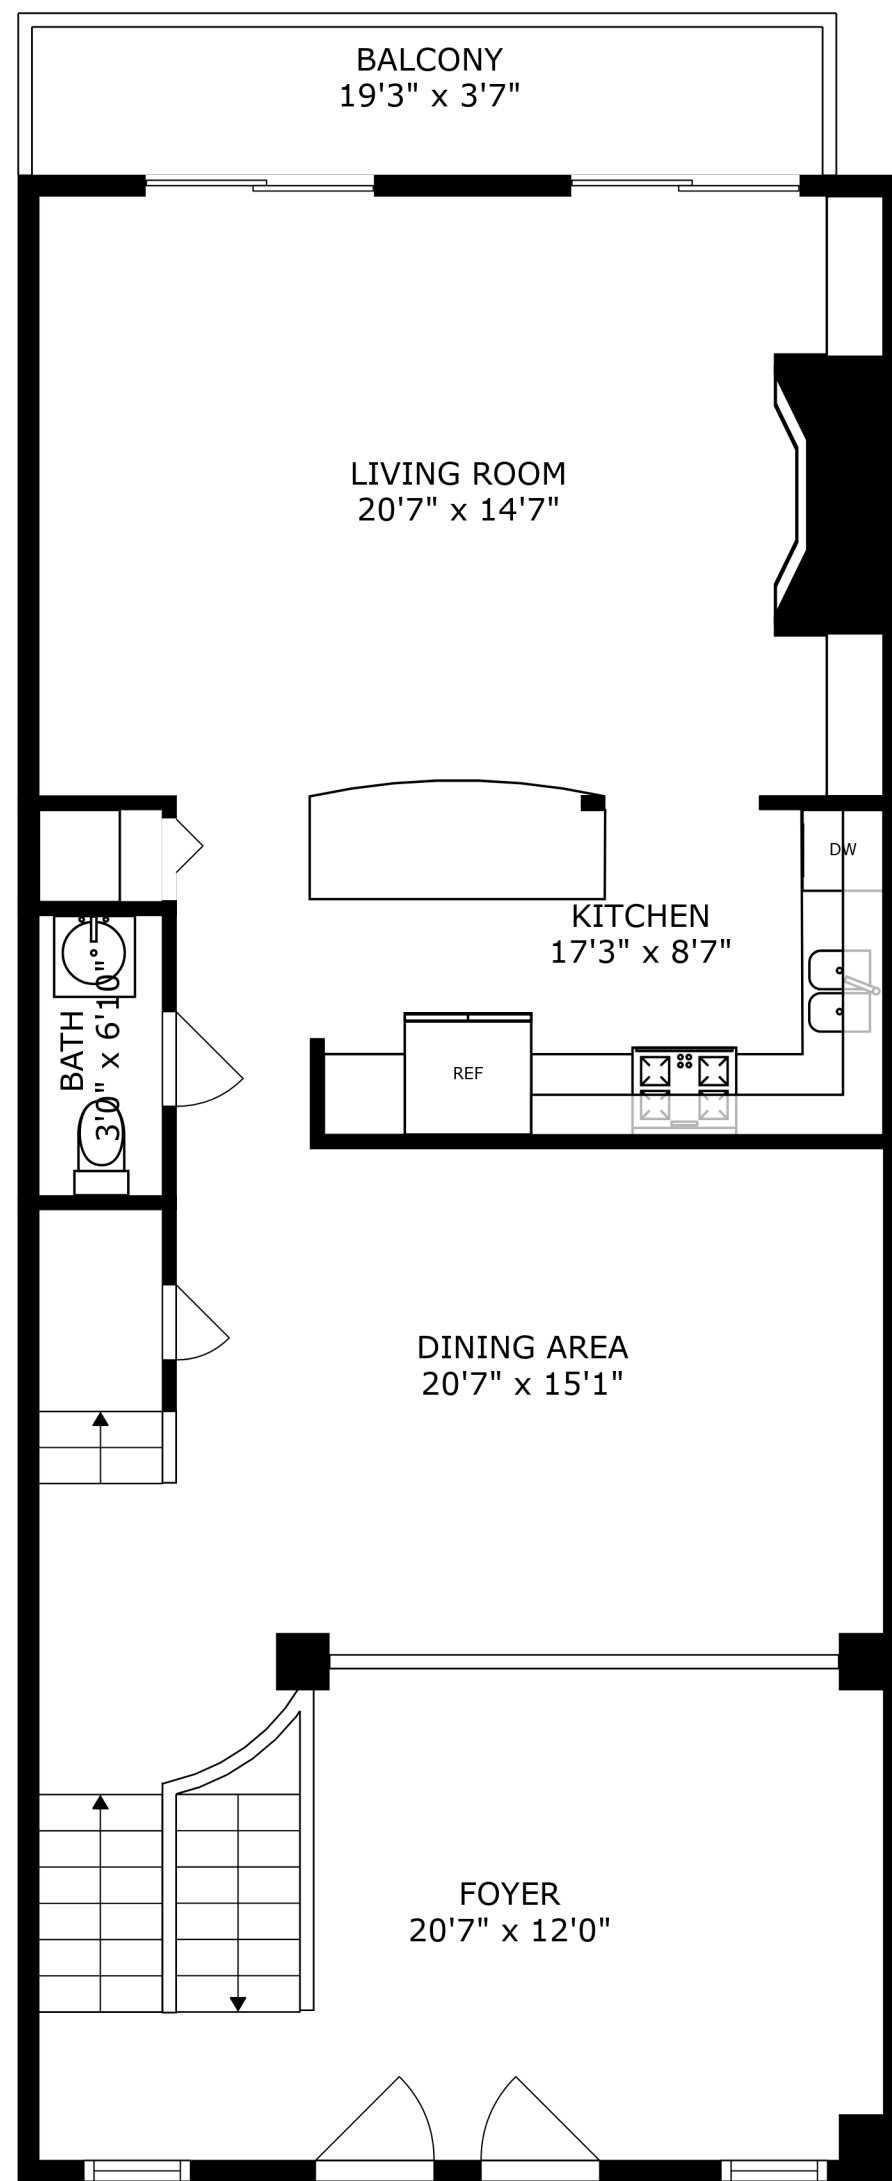 BALCONY
19'3" x 3'7"
LIVING ROOM
20'7" x 14'7"
DW
KITCHEN
17'3" x 8'7"
BATH
3'0" x 6'10"
REF
DINING AREA
20'7" x 15'1"
FOYER
20'7" x 12'0"